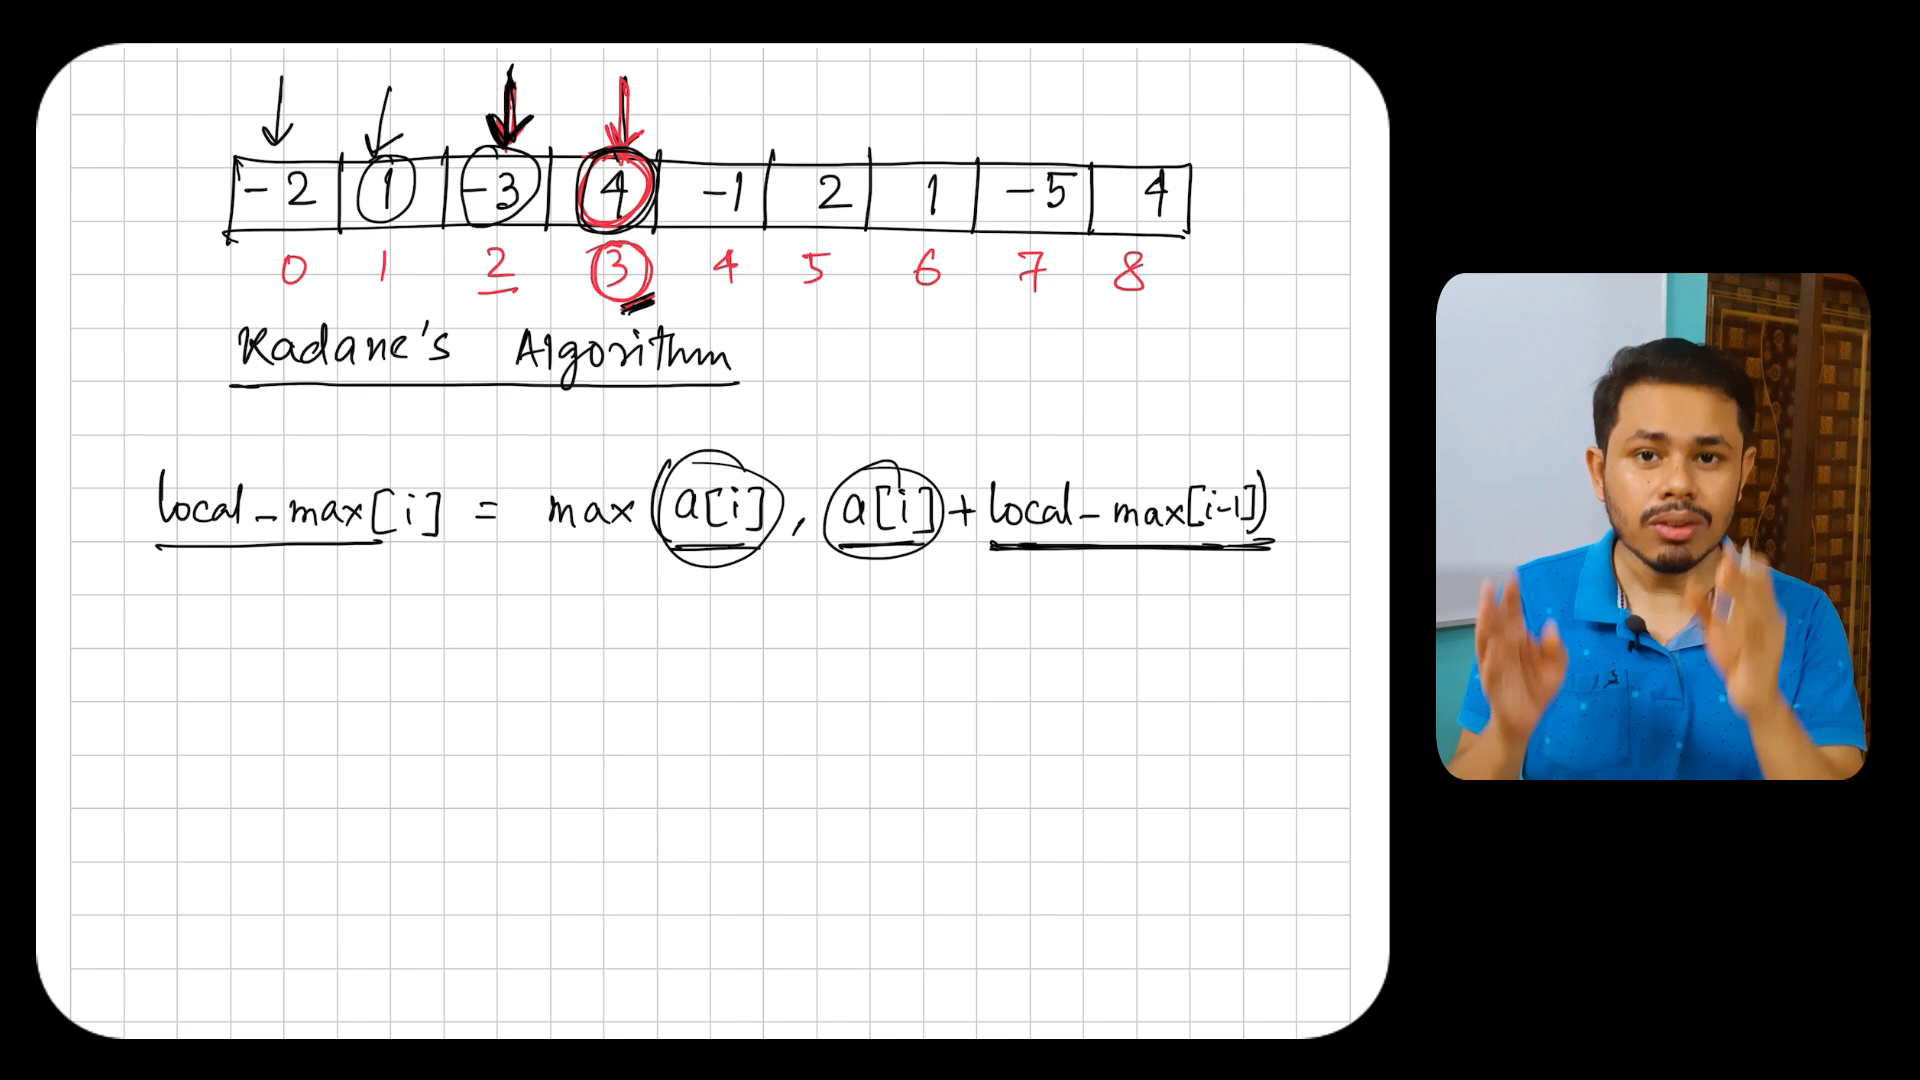 -2 1 -3 4 -1 2 1 -5 4
0 1 2 3 4 5 6 7 8
Kadane's Algorithm
local_max[i] = max(a[i], a[i]+local_max[i-1])